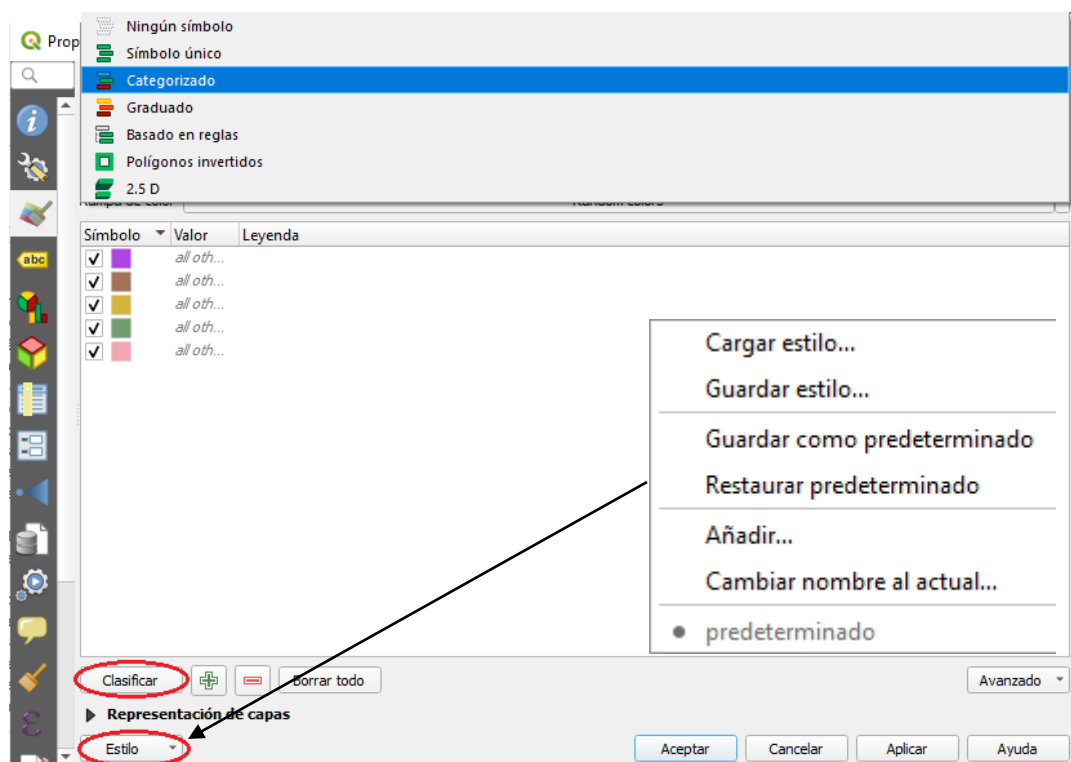 Prop
Ningún símbolo
Símbolo único
Categorizado
Graduado
Basado en reglas
Polígonos invertidos
2.5 D
Símbolo Valor Leyenda
abc
all oth...
all oth...
all oth...
all oth...
all oth...
Cargar estilo...
Guardar estilo...
Guardar como predeterminado
Restaurar predeterminado
Añadir...
Cambiar nombre al actual...
predeterminado
Clasificar Borrar todo Avanzado
Representación de capas
Estilo Aceptar Cancelar Aplicar Ayuda